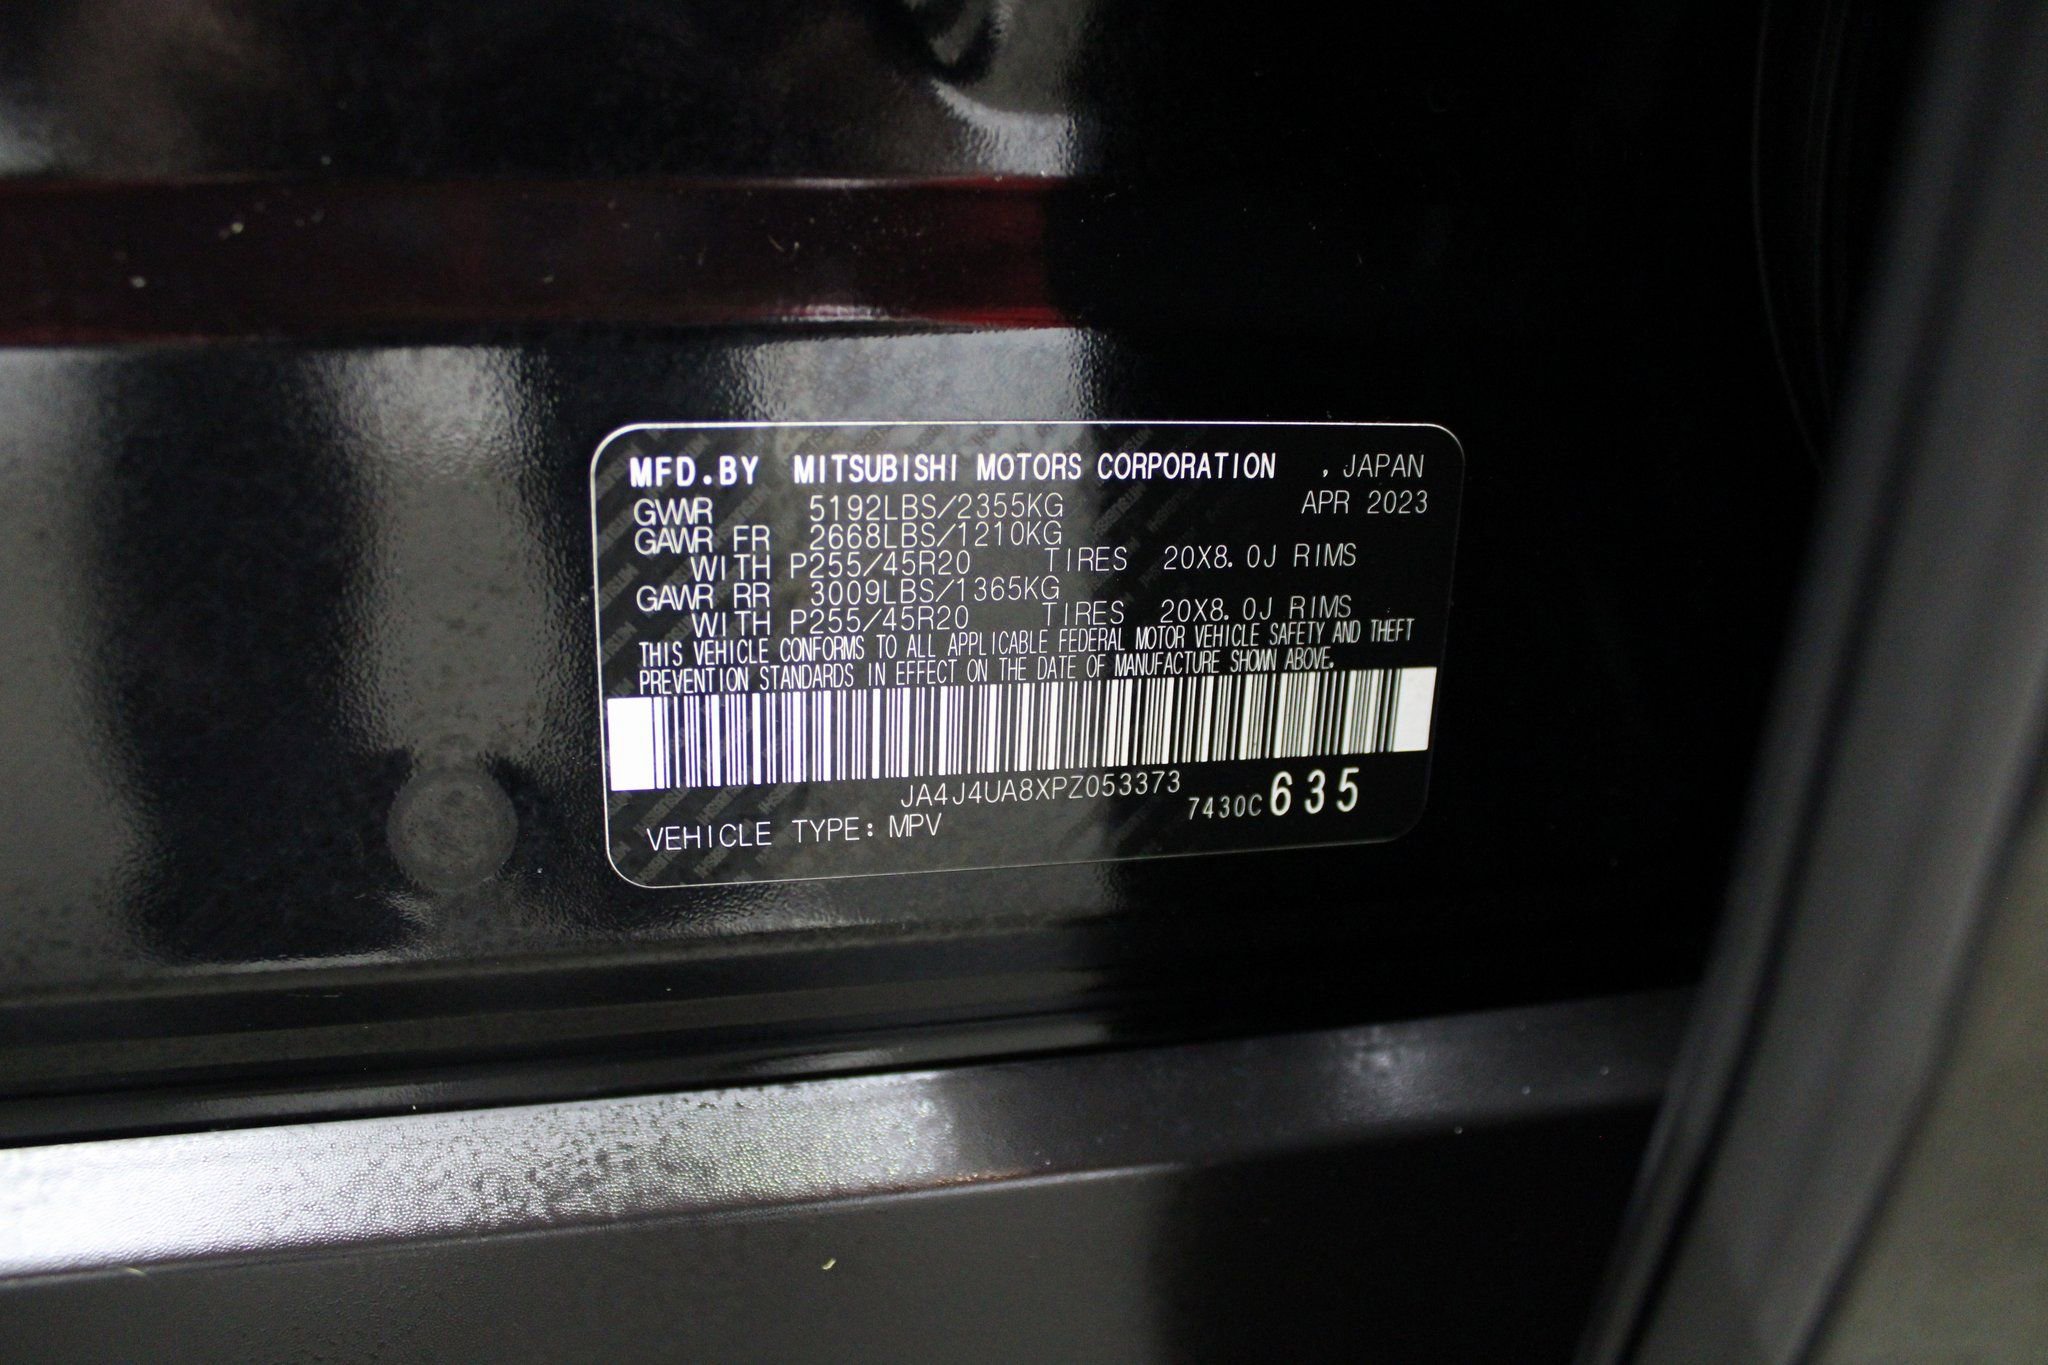 MFD.BY MITSUBISHI MOTORS CORPORATION , JAPAN
GVWR 5192LBS/2355KG APR 2023
GAWR FR 2668LBS/1210KG
WITH P255/45R20 TIRES 20X8.0J RIMS
GAWR RR 3009LBS/1365KG
WITH P255/45R20 TIRES 20X8.0J RIMS
THIS VEHICLE CONFORMS TO ALL APPLICABLE FEDERAL MOTOR VEHICLE SAFETY AND THEFT
PREVENTION STANDARDS IN EFFECT ON THE DATE OF MANUFACTURE SHOWN ABOVE.
JA4J4UA8XPZ053373
7430C 635
VEHICLE TYPE: MPV